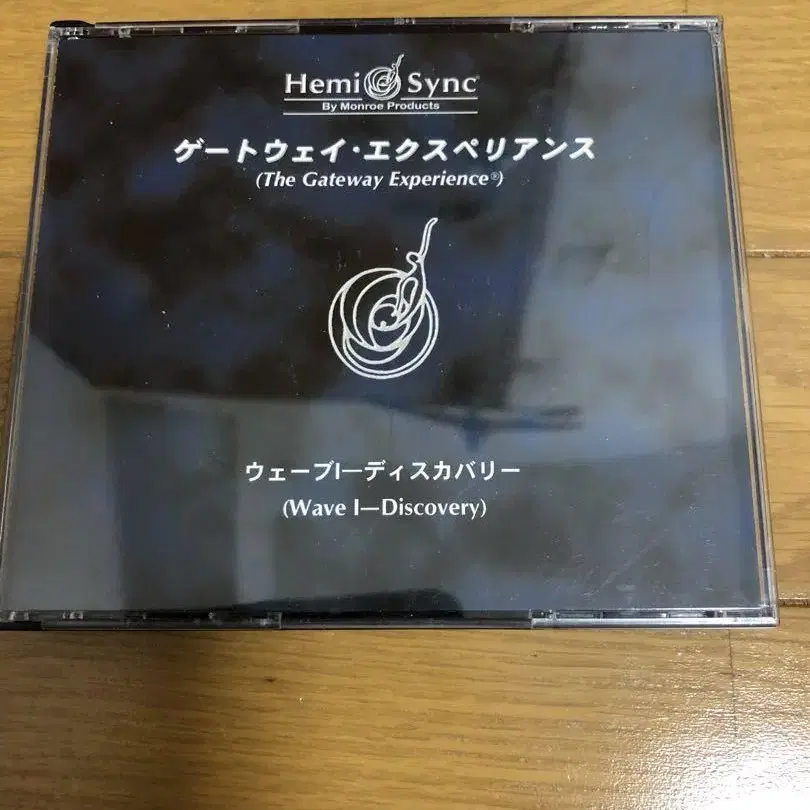 Hemi Sync®
By Monroe Products
ゲートウェイ・エクスペリアンス
(The Gateway Experience®)
ウェーブI—ディスカバリー
(Wave I—Discovery)